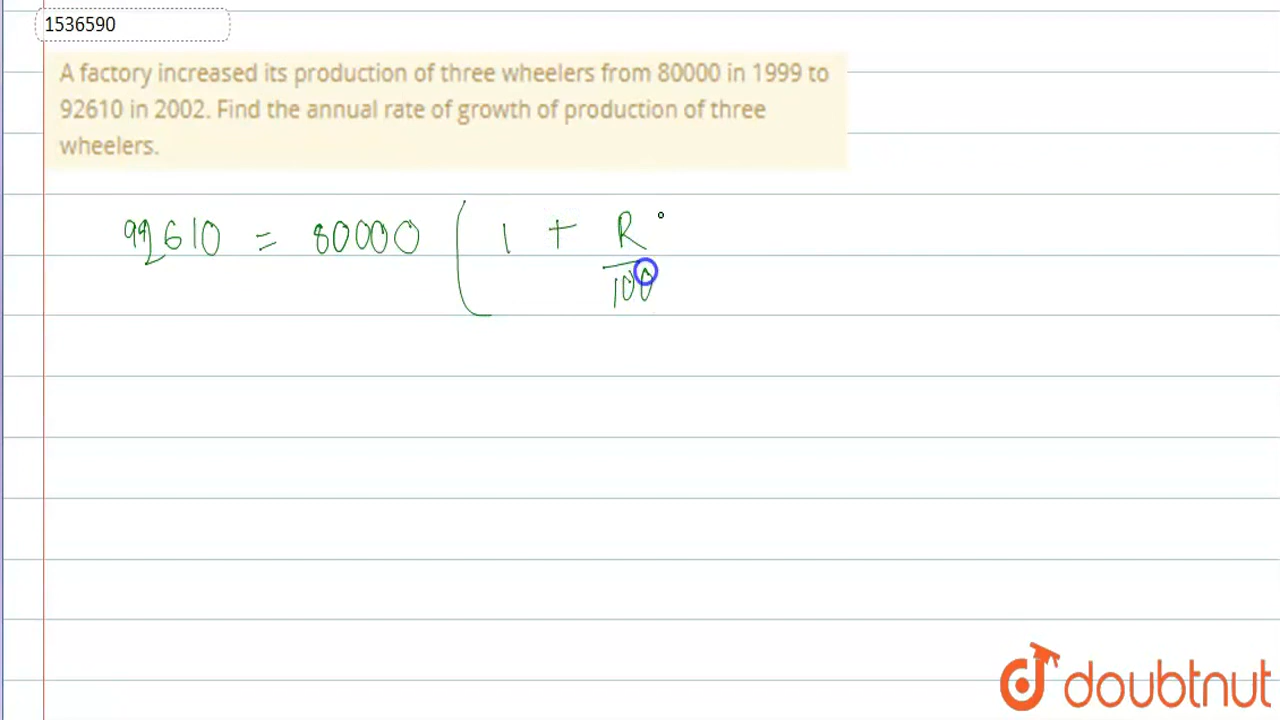 1536590
A factory increased its production of three wheelers from 80000 in 1999 to
92610 in 2002. Find the annual rate of growth of production of three
wheelers.
92610 = 80000 ( 1 + R
100
doubtnut